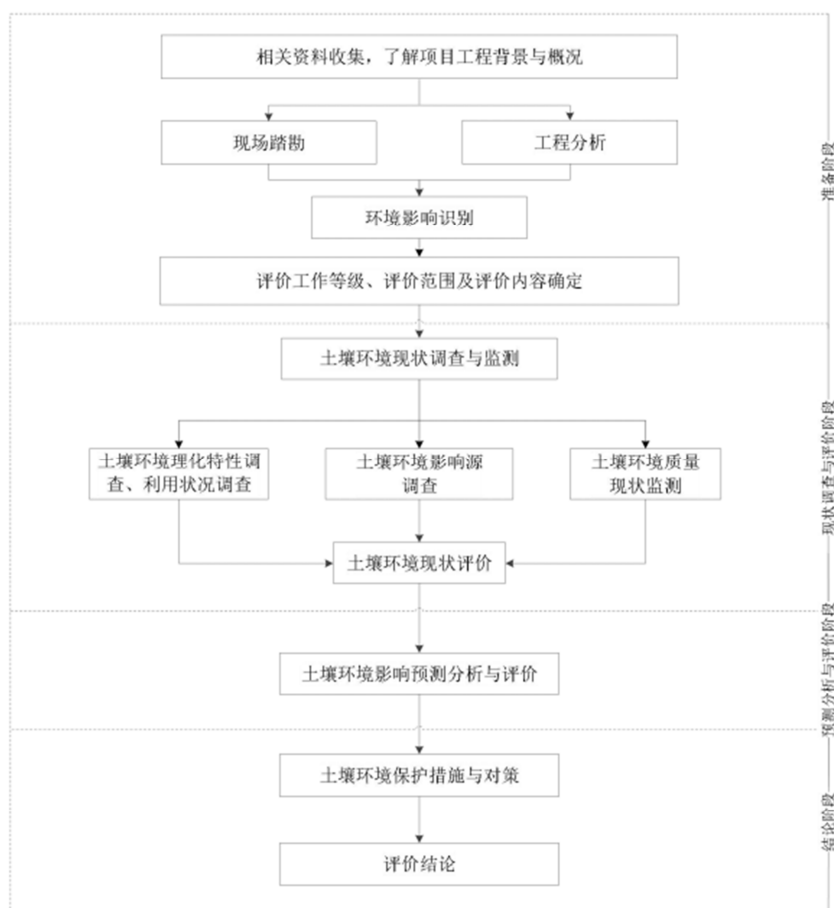 相关资料收集，了解项目工程背景与概况
现场踏勘
工程分析
环境影响识别
评价工作等级、评价范围及评价内容确定
准备阶段
土壤环境现状调查与监测
土壤环境理化特性调
查、利用状况调查
土壤环境影响源
调查
土壤环境质量
现状监测
土壤环境现状评价
现状调查与评价阶段
土壤环境影响预测分析与评价
预测分析与评价阶段
土壤环境保护措施与对策
评价结论
结论阶段